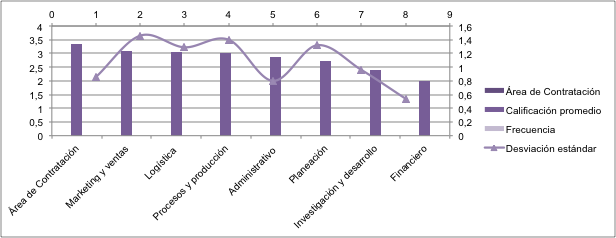 0 1 2 3 4 5 6 7 8 9
4 1,6
3,5 1,4
3 1,2
2,5 1
2 0,8
1,5 0,6
1 0,4
0,5 0,2
0 0
Área de Contratación
Marketing y ventas
Logística
Procesos y producción
Administrativo
Planeación
Investigación y desarrollo
Financiero
Área de Contratación
Calificación promedio
Frecuencia
Desviación estándar